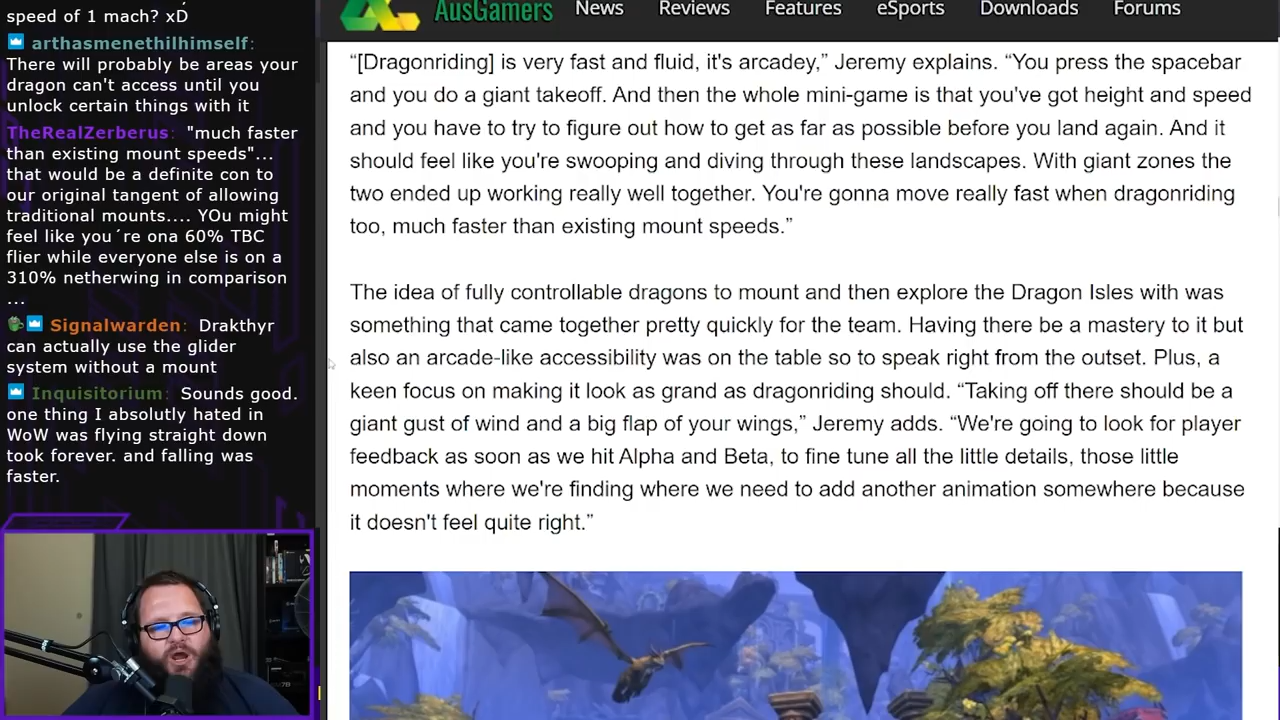 speed of 1 mach? xD
arthasmenethilhimself:
There will probably be areas your
dragon can't access until you
unlock certain things with it
TheRealZerberus: "much faster
than existing mount speeds"...
that would be a definite con to
our original tangent of allowing
traditional mounts.... YOu might
feel like you´re ona 60% TBC
flier while everyone else is on a
310% netherwing in comparison
...
Signalwarden: Drakthyr
can actually use the glider
system without a mount
Inquisitorium: Sounds good.
one thing I absolutly hated in
WoW was flying straight down
took forever. and falling was
faster.
AusGamers News Reviews Features eSports Downloads Forums
“[Dragonriding] is very fast and fluid, it's arcadey,” Jeremy explains. “You press the spacebar
and you do a giant takeoff. And then the whole mini-game is that you've got height and speed
and you have to try to figure out how to get as far as possible before you land again. And it
should feel like you're swooping and diving through these landscapes. With giant zones the
two ended up working really well together. You're gonna move really fast when dragonriding
too, much faster than existing mount speeds.”
The idea of fully controllable dragons to mount and then explore the Dragon Isles with was
something that came together pretty quickly for the team. Having there be a mastery to it but
also an arcade-like accessibility was on the table so to speak right from the outset. Plus, a
keen focus on making it look as grand as dragonriding should. “Taking off there should be a
giant gust of wind and a big flap of your wings,” Jeremy adds. “We're going to look for player
feedback as soon as we hit Alpha and Beta, to fine tune all the little details, those little
moments where we're finding where we need to add another animation somewhere because
it doesn't feel quite right.”